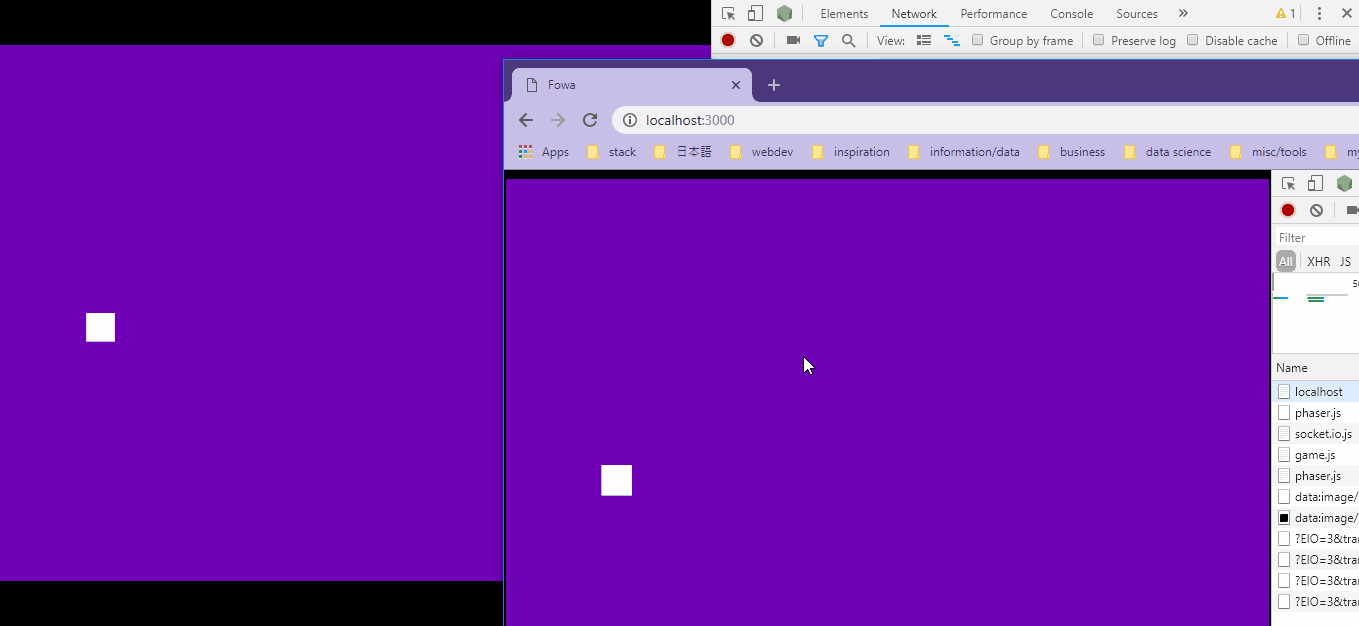 Elements Network Performance Console Sources » 1
View: Group by frame Preserve log Disable cache Offline
Fowa
localhost:3000
Apps stack 日本語 webdev inspiration information/data business data science misc/tools my
Filter
All XHR JS
Name
localhost
phaser.js
socket.io.js
game.js
phaser.js
data:image/
data:image/
?EIO=3&tra
?EIO=3&tra
?EIO=3&tra
?EIO=3&tra